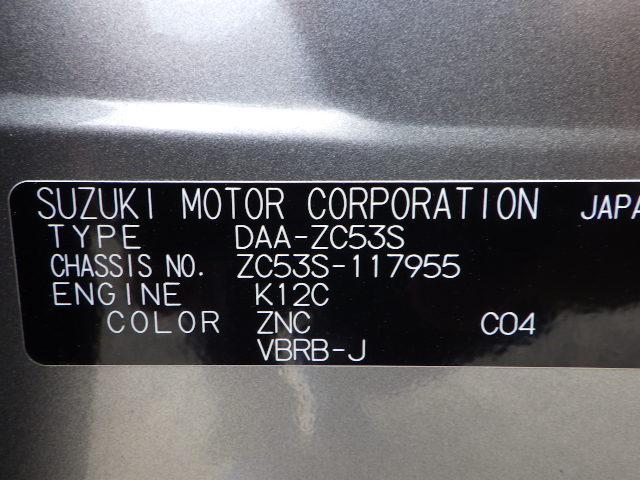 SUZUKI MOTOR CORPORATION JAPA
TYPE DAA-ZC53S
CHASSIS NO. ZC53S-117955
ENGINE K12C
COLOR ZNC C04
VBRB-J